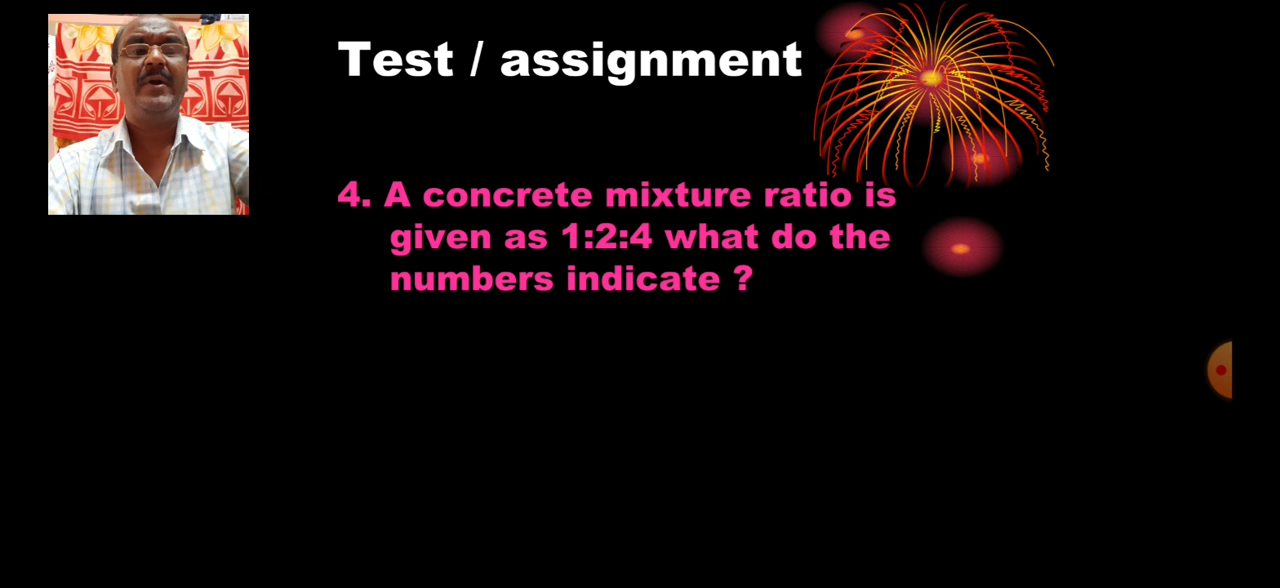 Test / assignment
4. A concrete mixture ratio is
given as 1:2:4 what do the
numbers indicate ?